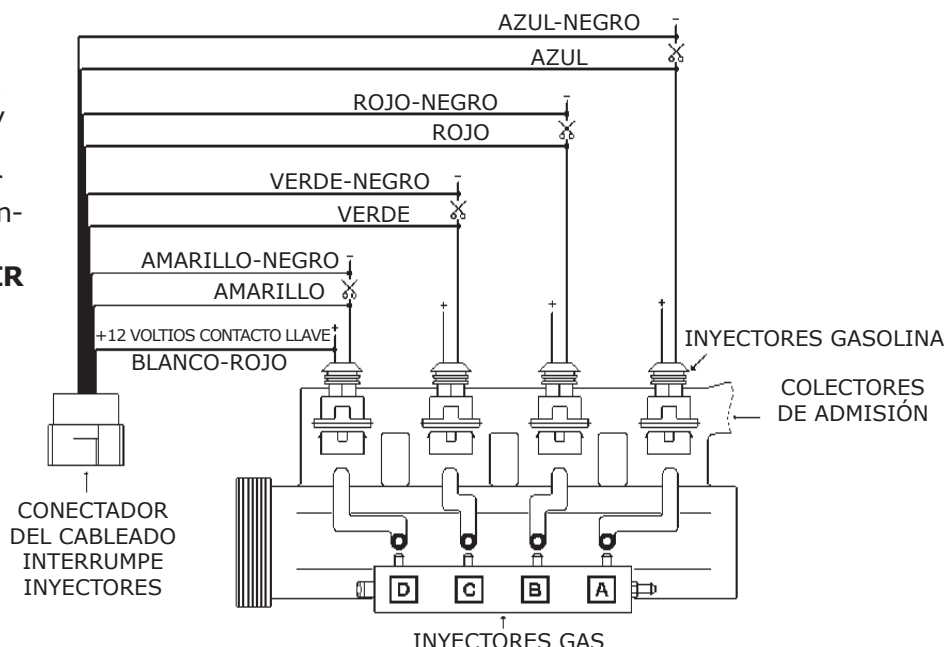 AZUL-NEGRO
AZUL
ROJO-NEGRO
ROJO
VERDE-NEGRO
VERDE
AMARILLO-NEGRO
AMARILLO
+12 VOLTIOS CONTACTO LLAVE
BLANCO-ROJO
n-
IR
INYECTORES GASOLINA
COLECTORES
DE ADMISIÓN
CONECTADOR
DEL CABLEADO
INTERRUMPE
INYECTORES
D C B A
INYECTORES GAS